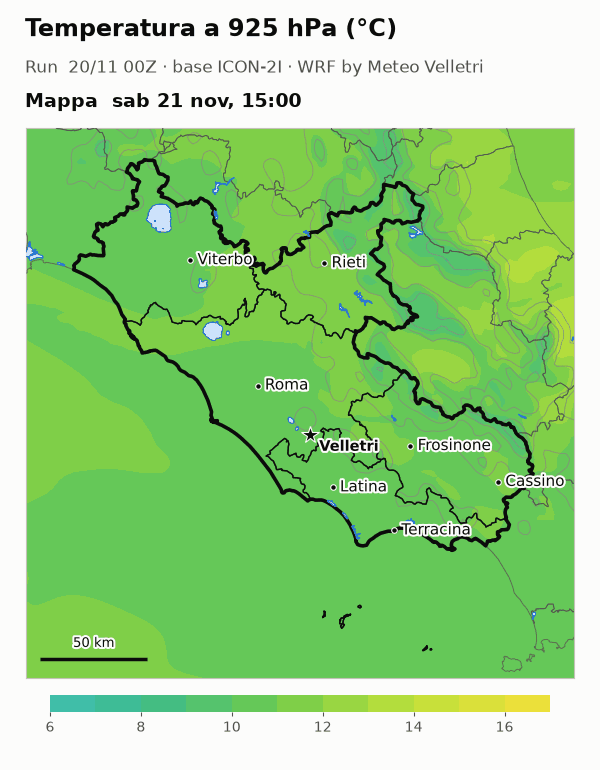 Temperatura a 925 hPa (°C)
Run  20/11 00Z · base ICON-2I · WRF by Meteo Velletri
Mappa  sab 21 nov, 15:00
Viterbo
Rieti
Roma
Velletri
Frosinone
Latina
Cassino
Terracina
50 km
6 8 10 12 14 16